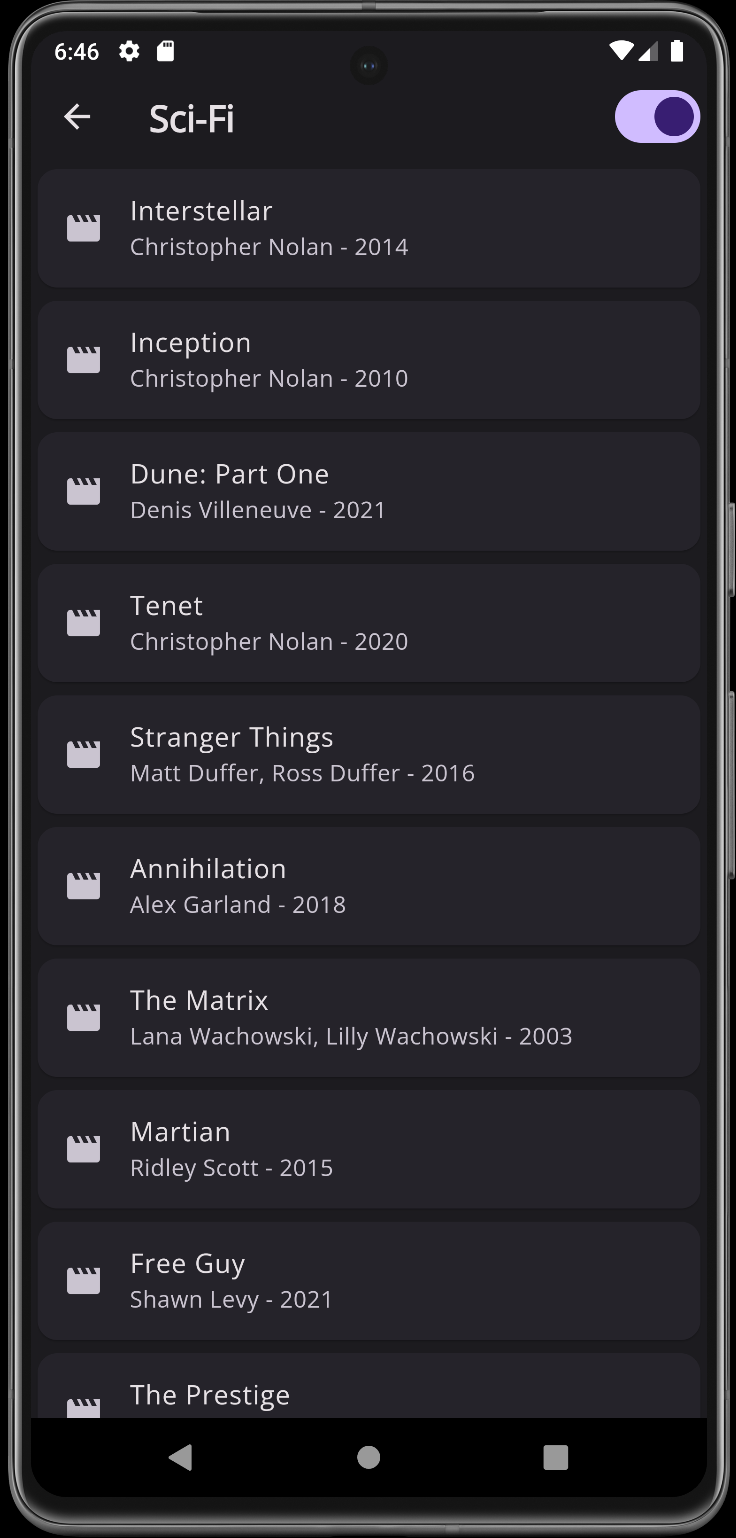 6:46
Sci-Fi
Interstellar
Christopher Nolan - 2014
Inception
Christopher Nolan - 2010
Dune: Part One
Denis Villeneuve - 2021
Tenet
Christopher Nolan - 2020
Stranger Things
Matt Duffer, Ross Duffer - 2016
Annihilation
Alex Garland - 2018
The Matrix
Lana Wachowski, Lilly Wachowski - 2003
Martian
Ridley Scott - 2015
Free Guy
Shawn Levy - 2021
The Prestige